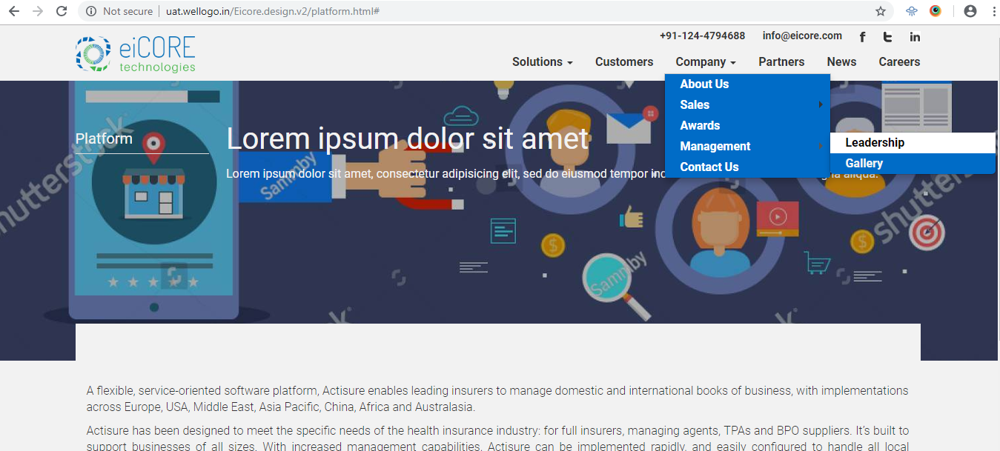 Not secure | uat.wellogo.in/Eicore.design.v2/platform.html#
+91-124-4794688 info@eicore.com f t in
eiCORE
technologies
Solutions Customers Company Partners News Careers
About Us
Sales
Awards
Management
Contact Us
Leadership
Gallery
Platform
Lorem ipsum dolor sit amet
Lorem ipsum dolor sit amet, consectetur adipisicing elit, sed do eiusmod tempor aliqua.
shutterstock
Sammby
shutter
Sammby
A flexible, service-oriented software platform, Actisure enables leading insurers to manage domestic and international books of business, with implementations
across Europe, USA, Middle East, Asia Pacific, China, Africa and Australasia.
Actisure has been designed to meet the specific needs of the health insurance industry: for full insurers, managing agents, TPAs and BPO suppliers. It's built to
support businesses of all sizes. With increased management capabilities, Actisure can be implemented rapidly, and easily configured to handle all local